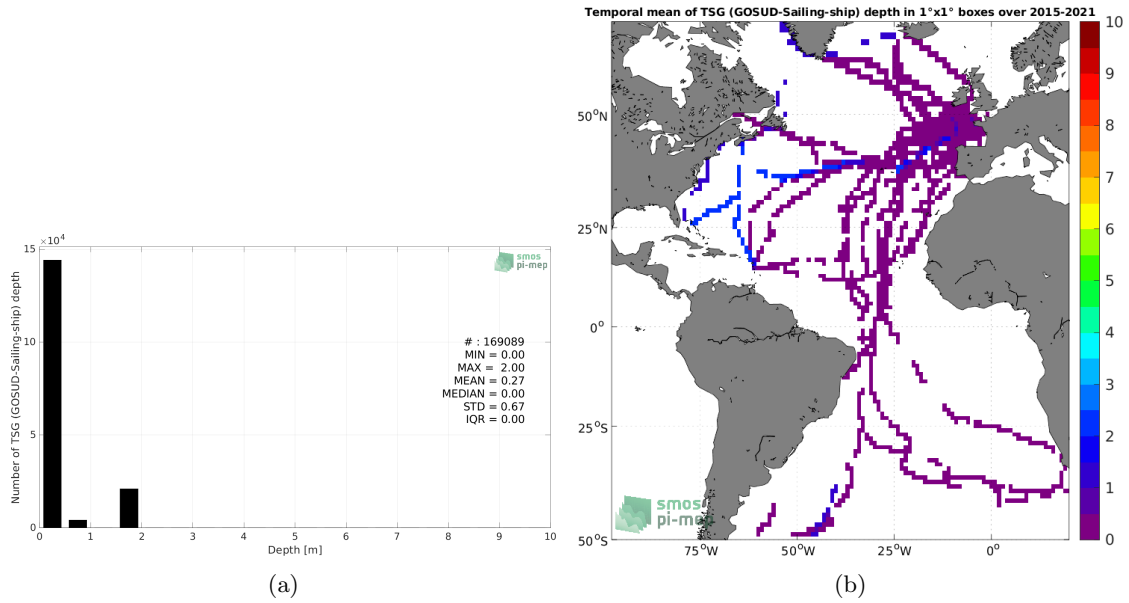 Temporal mean of TSG (GOSUD-Sailing-ship) depth in 1°x1° boxes over 2015-2021
×10⁴
15
10
5
0
Number of TSG (GOSUD-Sailing-ship) depth
smos
pi-mep
# : 169089
MIN = 0.00
MAX = 2.00
MEAN = 0.27
MEDIAN = 0.00
STD = 0.67
IQR = 0.00
0 1 2 3 4 5 6 7 8 9 10
Depth [m]
(a)
50°N
25°N
0°
25°S
50°S
75°W 50°W 25°W 0°
smos
pi-mep
10
9
8
7
6
5
4
3
2
1
0
(b)